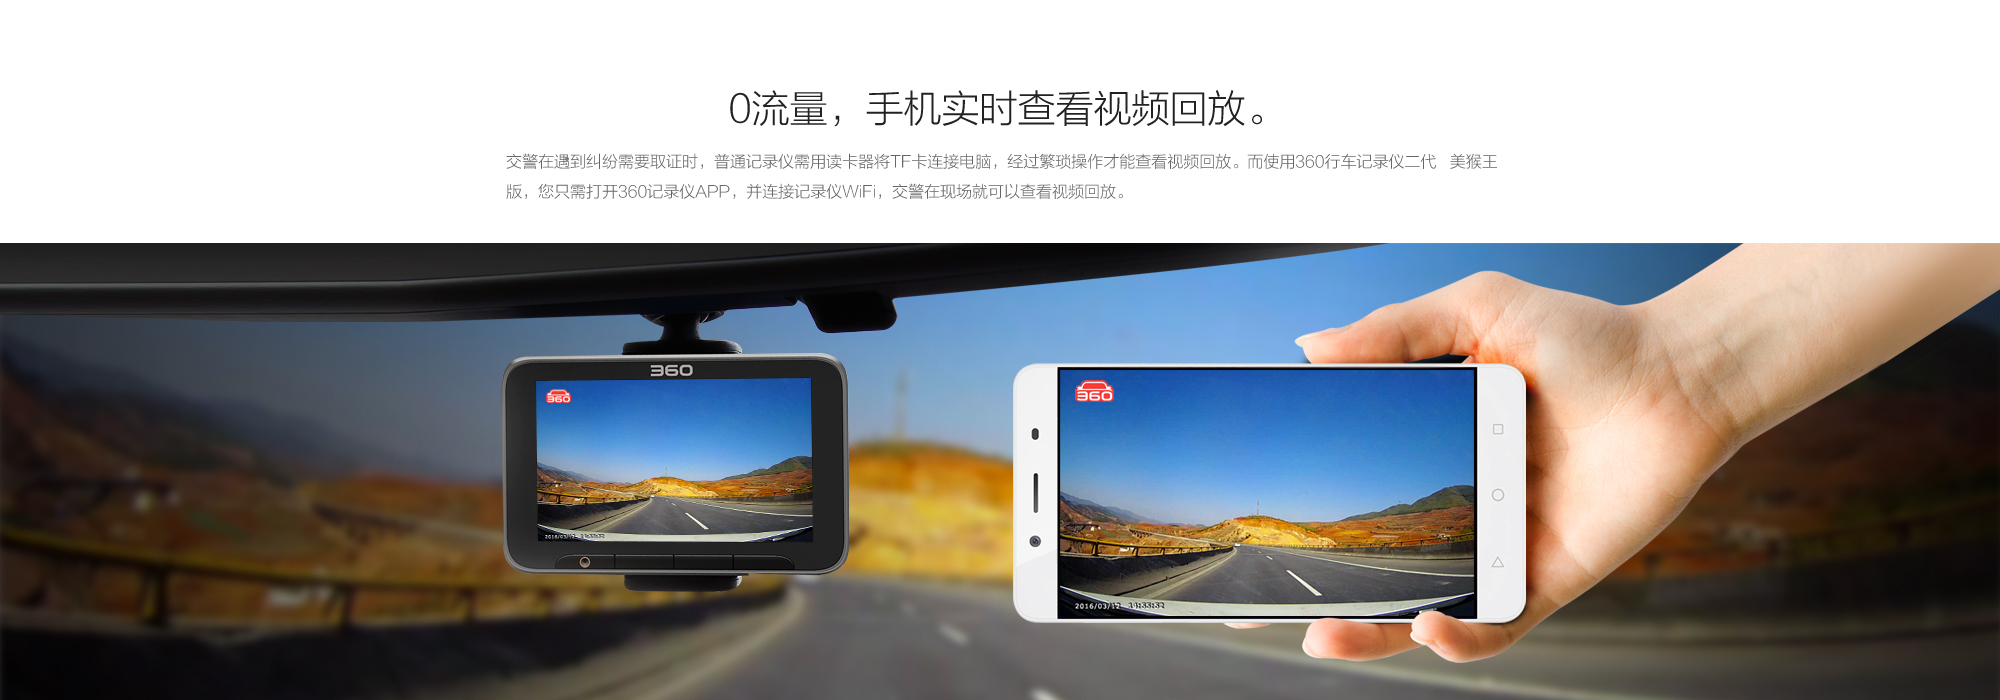 0流量，手机实时查看视频回放。
交警在遇到纠纷需要取证时，普通记录仪需用读卡器将TF卡连接电脑，经过繁琐操作才能查看视频回放。而使用360行车记录仪二代 美猴王
版，您只需打开360记录仪APP，并连接记录仪WiFi，交警在现场就可以查看视频回放。
360
360
360
2016/03/12
2016/03/12